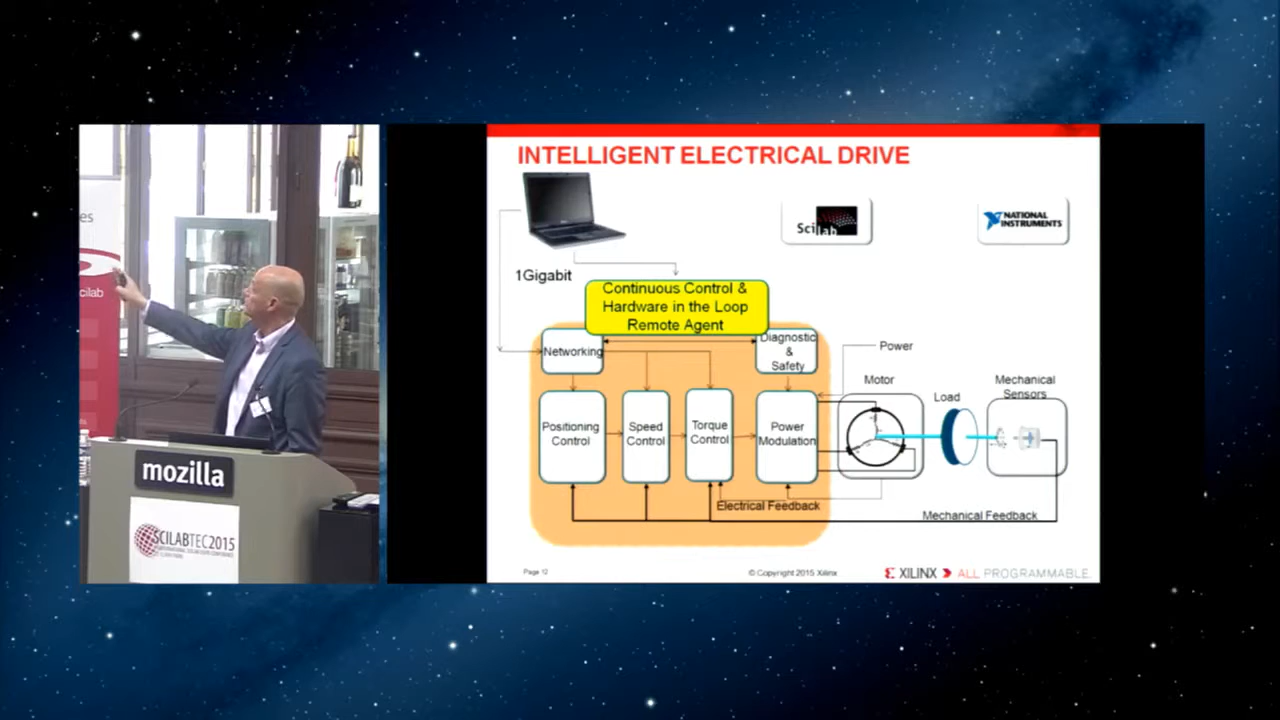 INTELLIGENT ELECTRICAL DRIVE
Scilab
NATIONAL
INSTRUMENTS
1Gigabit
Continuous Control &
Hardware in the Loop
Remote Agent
Networking
Diagnostic
&
Safety
Power
Motor
Load
Mechanical
Sensors
Positioning
Control
Speed
Control
Torque
Control
Power
Modulation
Electrical Feedback
Mechanical Feedback
Page 12
© Copyright 2015 Xilinx
XILINX
ALL PROGRAMMABLE
es
cilab
mozilla
SCILABTEC2015